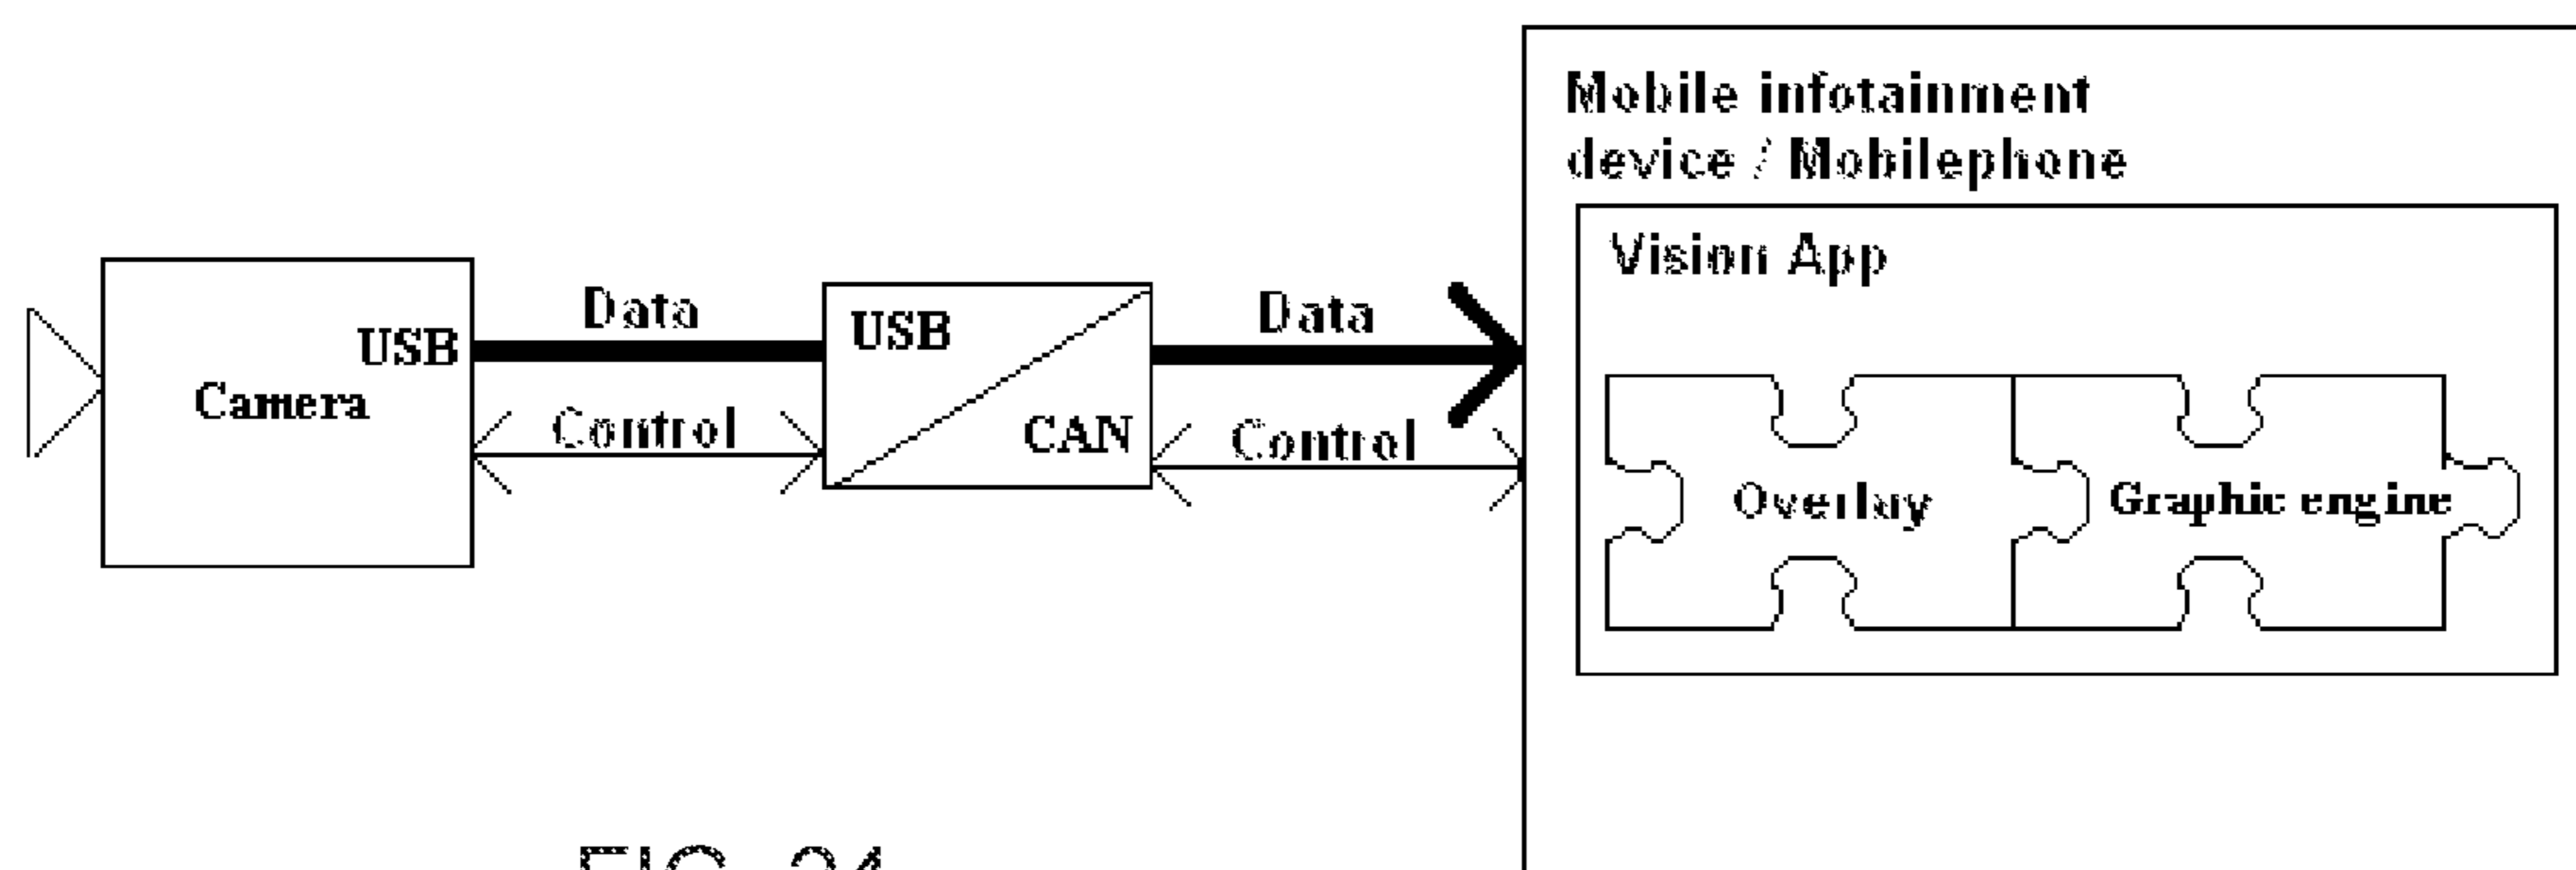 Mobile infotainment
device / Mobilephone
Vision App
Data
USB
Camera
Control
USB
CAN
Data
Control
Overlay
Graphic engine